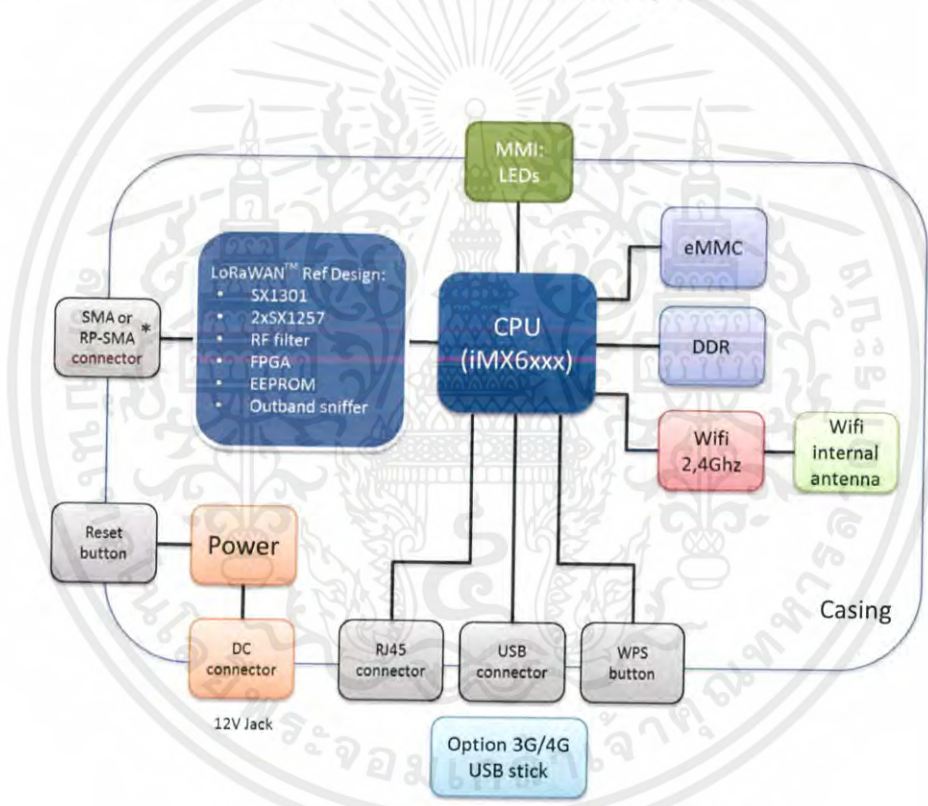 MMI:
LEDs
eMMC
LoRaWAN™ Ref Design:
• SX1301
• 2xSX1257
• RF filter
• FPGA
• EEPROM
• Outband sniffer
SMA or
RP-SMA *
connector
CPU
(iMX6xxx)
DDR
Wifi
2,4Ghz
Wifi
internal
antenna
Reset
button
Power
Casing
DC
connector
RJ45
connector
USB
connector
WPS
button
12V Jack
Option 3G/4G
USB stick